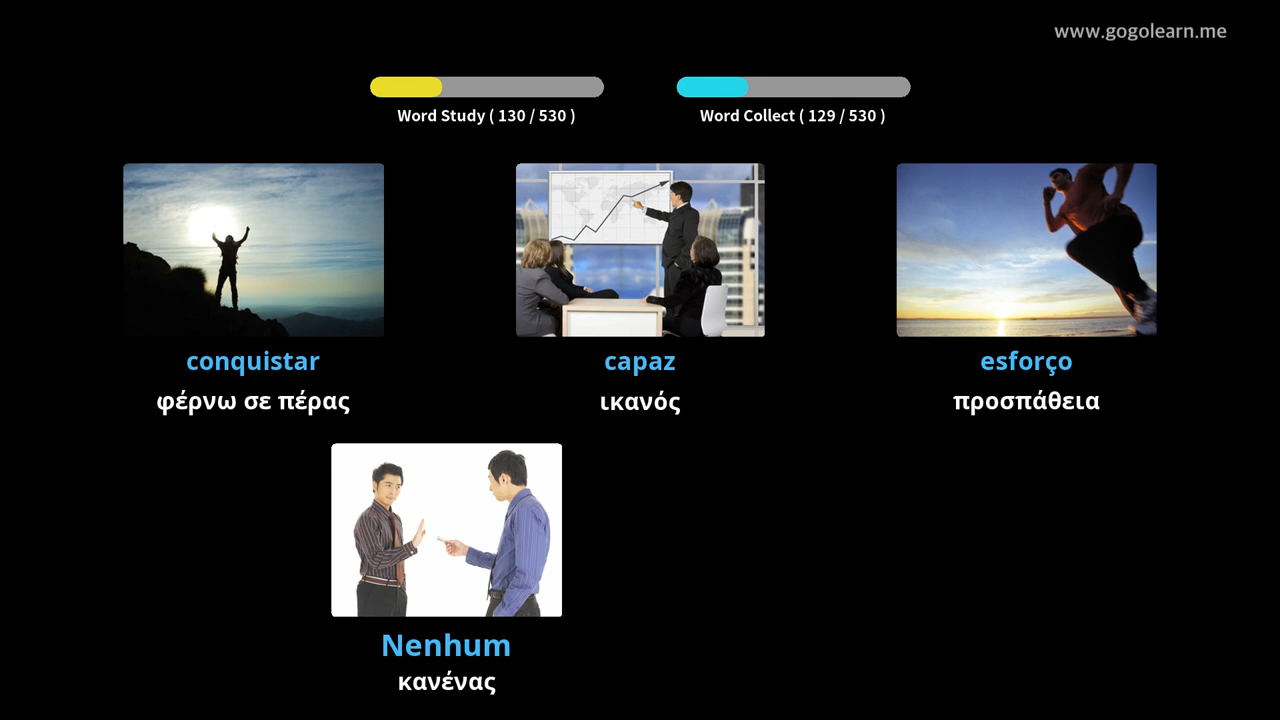 www.gogolearn.me
Word Study ( 130 / 530 )
Word Collect ( 129 / 530 )
conquistar
φέρνω σε πέρας
capaz
ικανός
esforço
προσπάθεια
Nenhum
κανένας